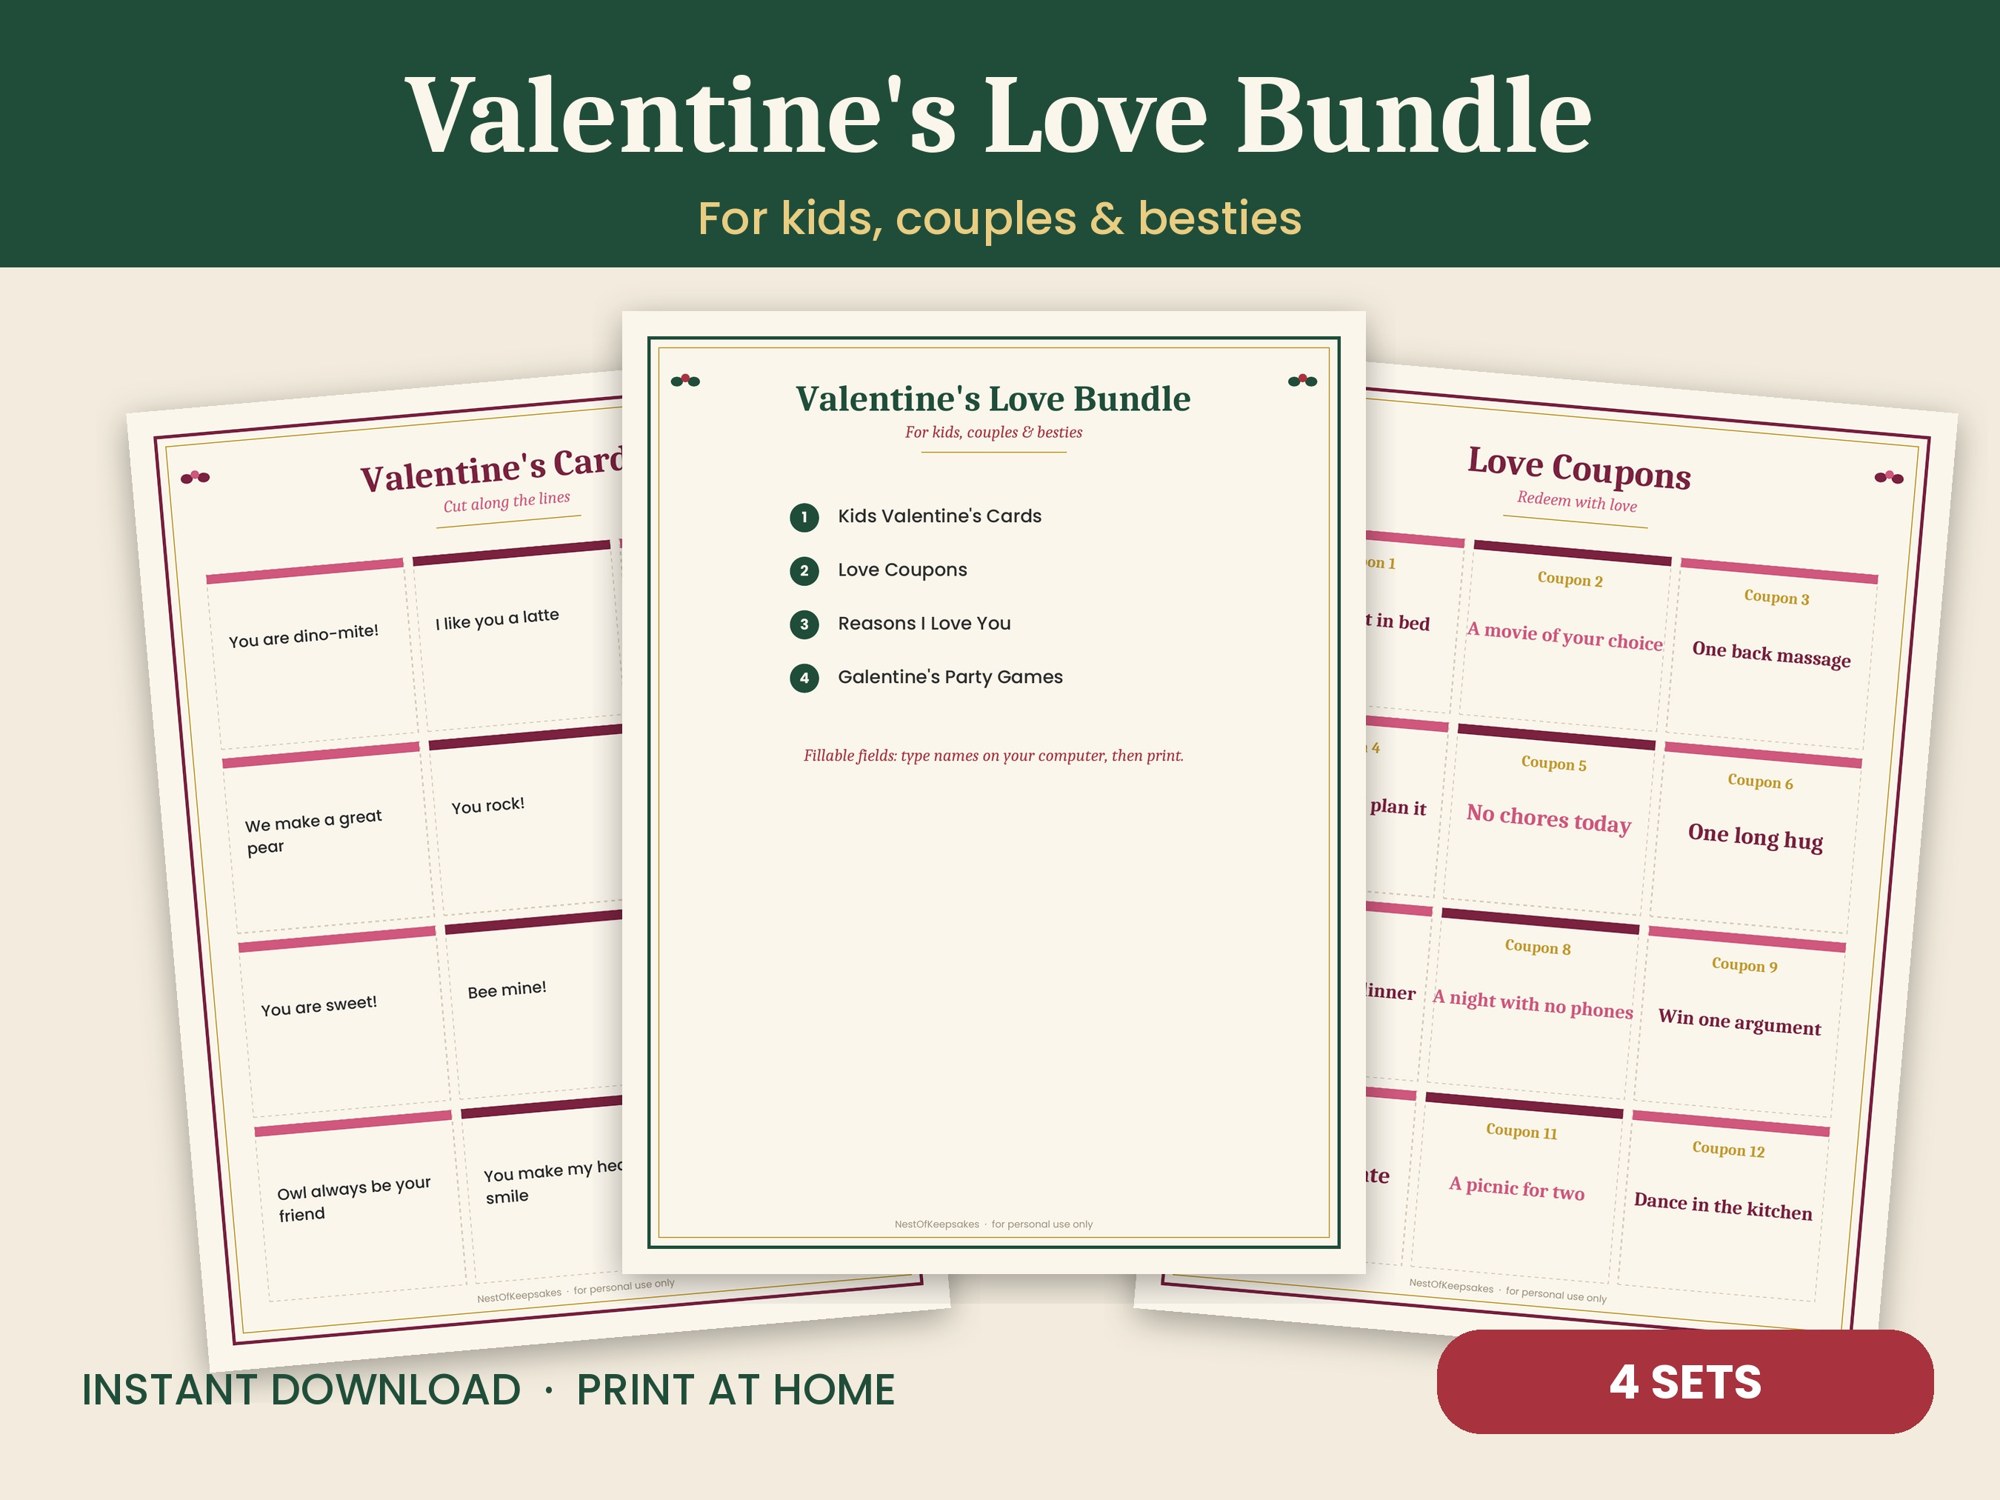 Valentine's Love Bundle
For kids, couples & besties
Valentine's Card
Cut along the lines
You are dino-mite!
I like you a latte
We make a great
pear
You rock!
You are sweet!
Bee mine!
Owl always be your
friend
You make my
smile
NestOfKeepsakes · for personal use only
Valentine's Love Bundle
For kids, couples & besties
1 Kids Valentine's Cards
2 Love Coupons
3 Reasons I Love You
4 Galentine's Party Games
Fillable fields: type names on your computer, then print.
NestOfKeepsakes · for personal use only
Love Coupons
Redeem with love
1
in bed
Coupon 2
A movie of your choice
Coupon 3
One back massage
4
plan it
Coupon 5
No chores today
Coupon 6
One long hug
Coupon 8
A night with no phones
Coupon 9
Win one argument
Coupon 11
A picnic for two
Coupon 12
Dance in the kitchen
NestOfKeepsakes · for personal use only
INSTANT DOWNLOAD · PRINT AT HOME
4 SETS